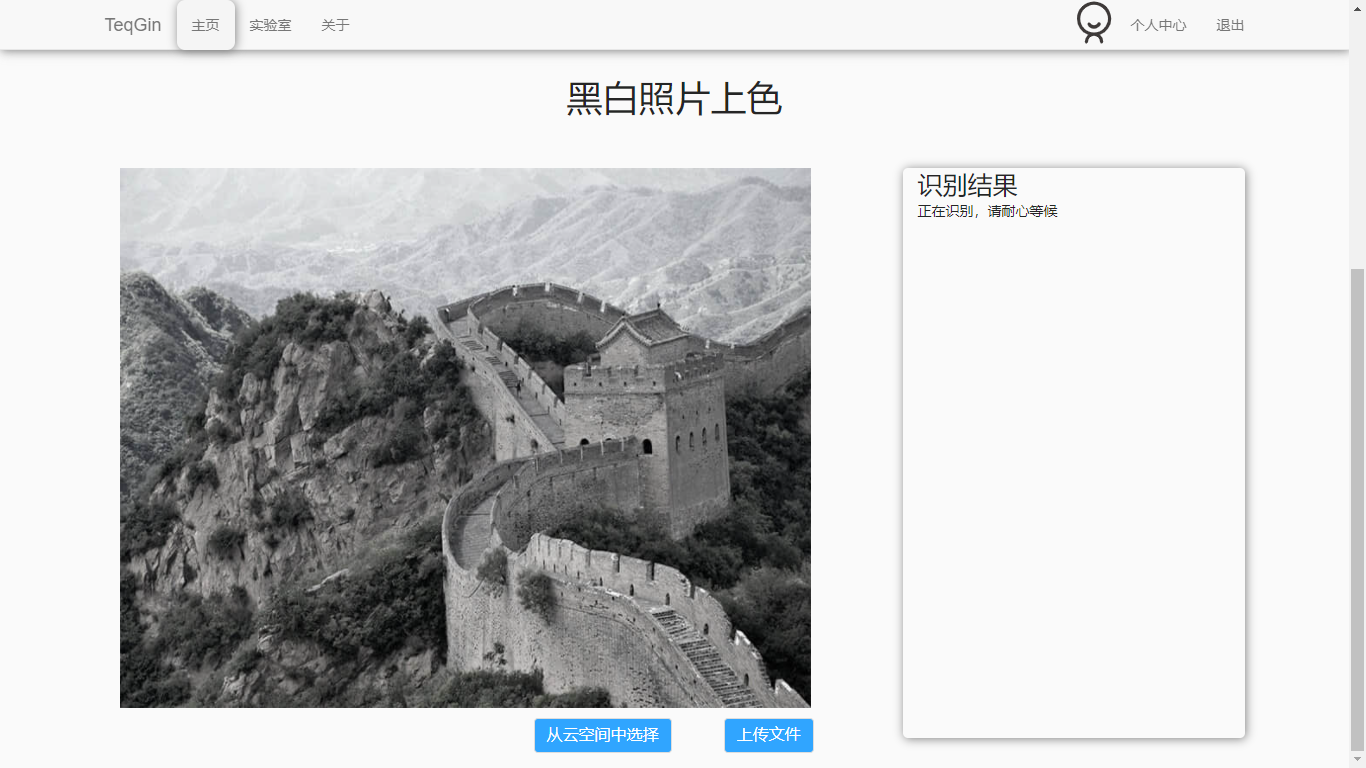 TeqGin 主页 实验室 关于 个人中心 退出
黑白照片上色
识别结果
正在识别，请耐心等候
从云空间中选择 上传文件